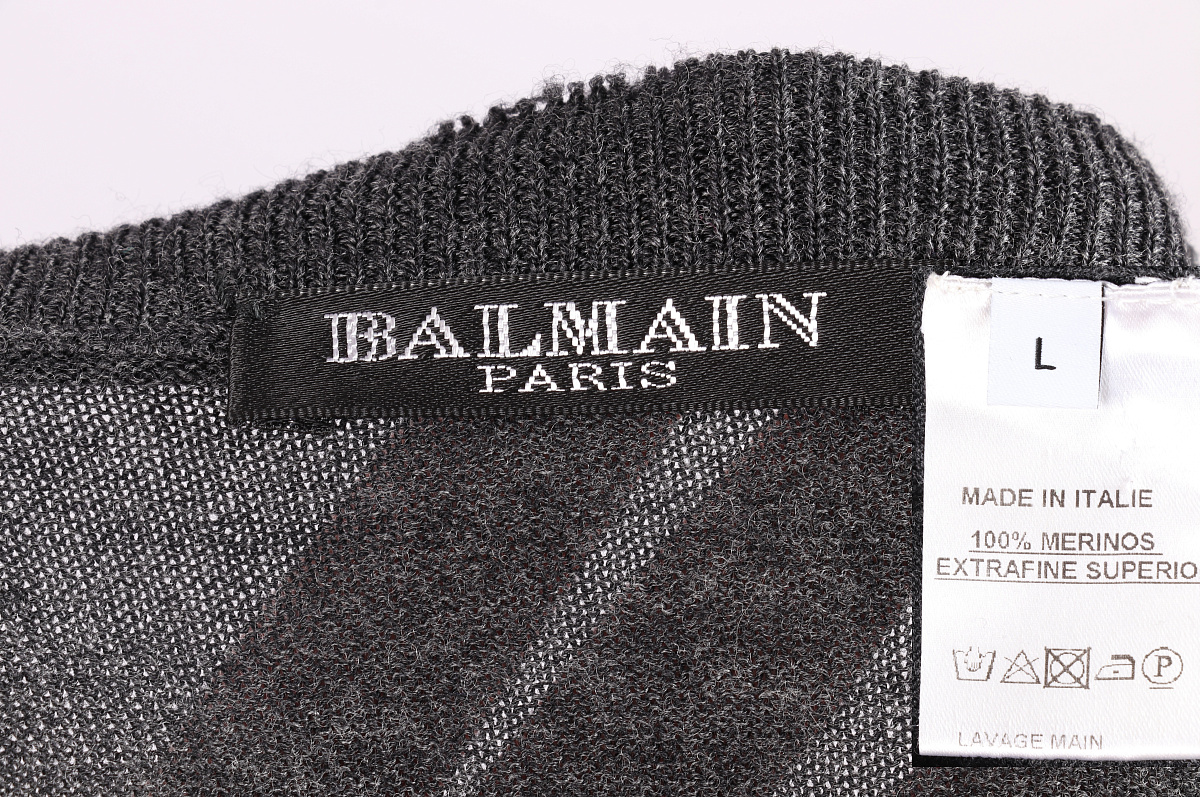 BALMAIN
PARIS
L
MADE IN ITALIE
100% MERINOS
EXTRAFINE SUPERIO
P
LAVAGE MAIN